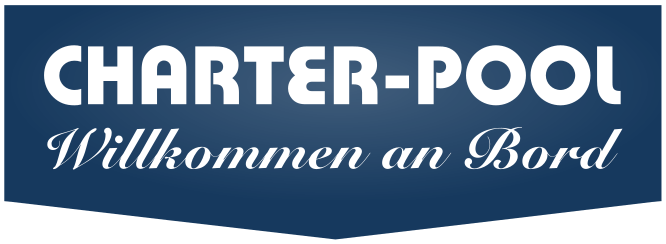 CHARTER-POOL
Willkommen an Bord